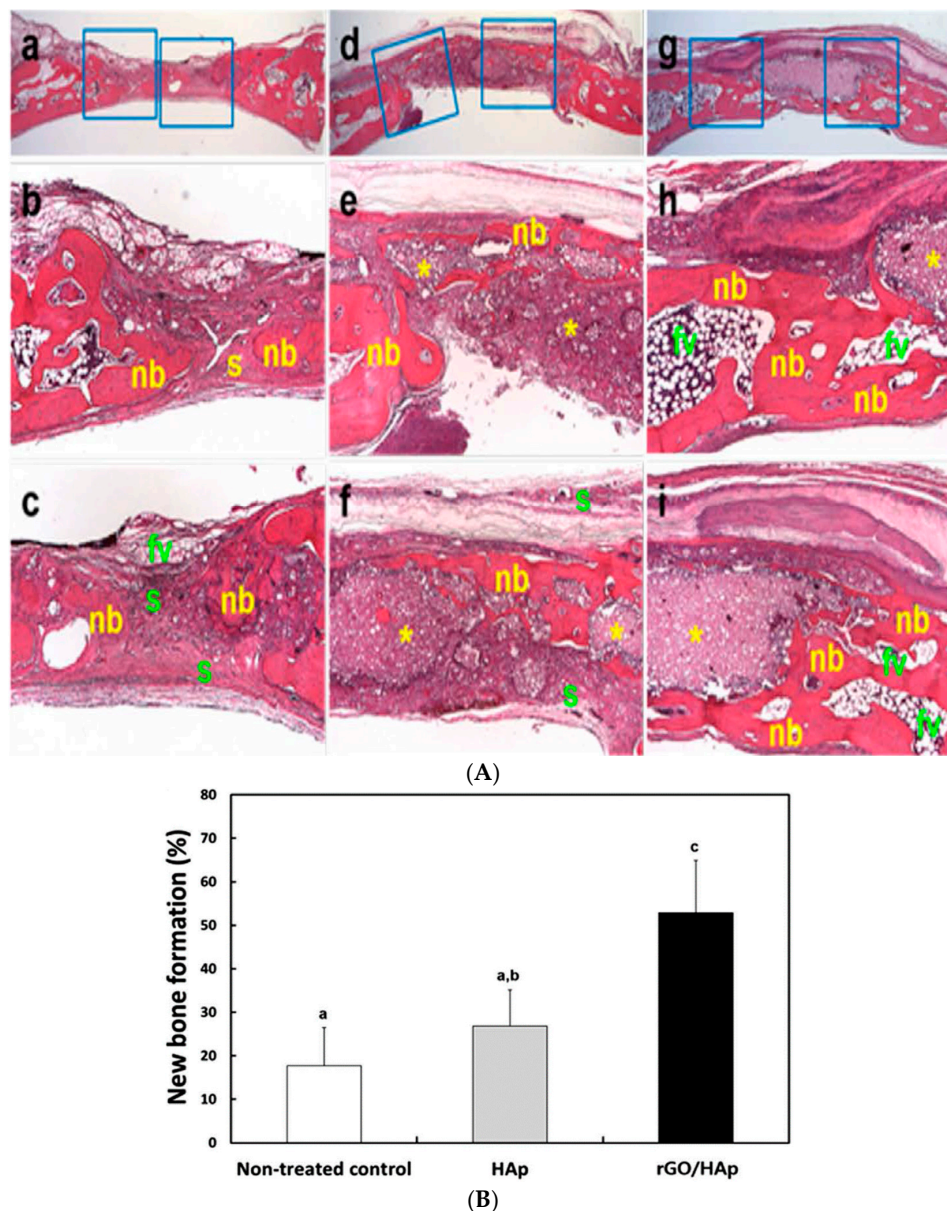 a
d
g
b
nb
s
nb
e
nb
*
*
nb
h
nb
*
fv
nb
fv
nb
c
fv
s
nb
nb
s
f
s
nb
*
*
s
i
*
nb
nb
fv
nb
fv
(A)
80
70
60
50
40
30
20
10
0
New bone formation (%)
a
a,b
c
Non-treated control
HAp
rGO/HAp
(B)